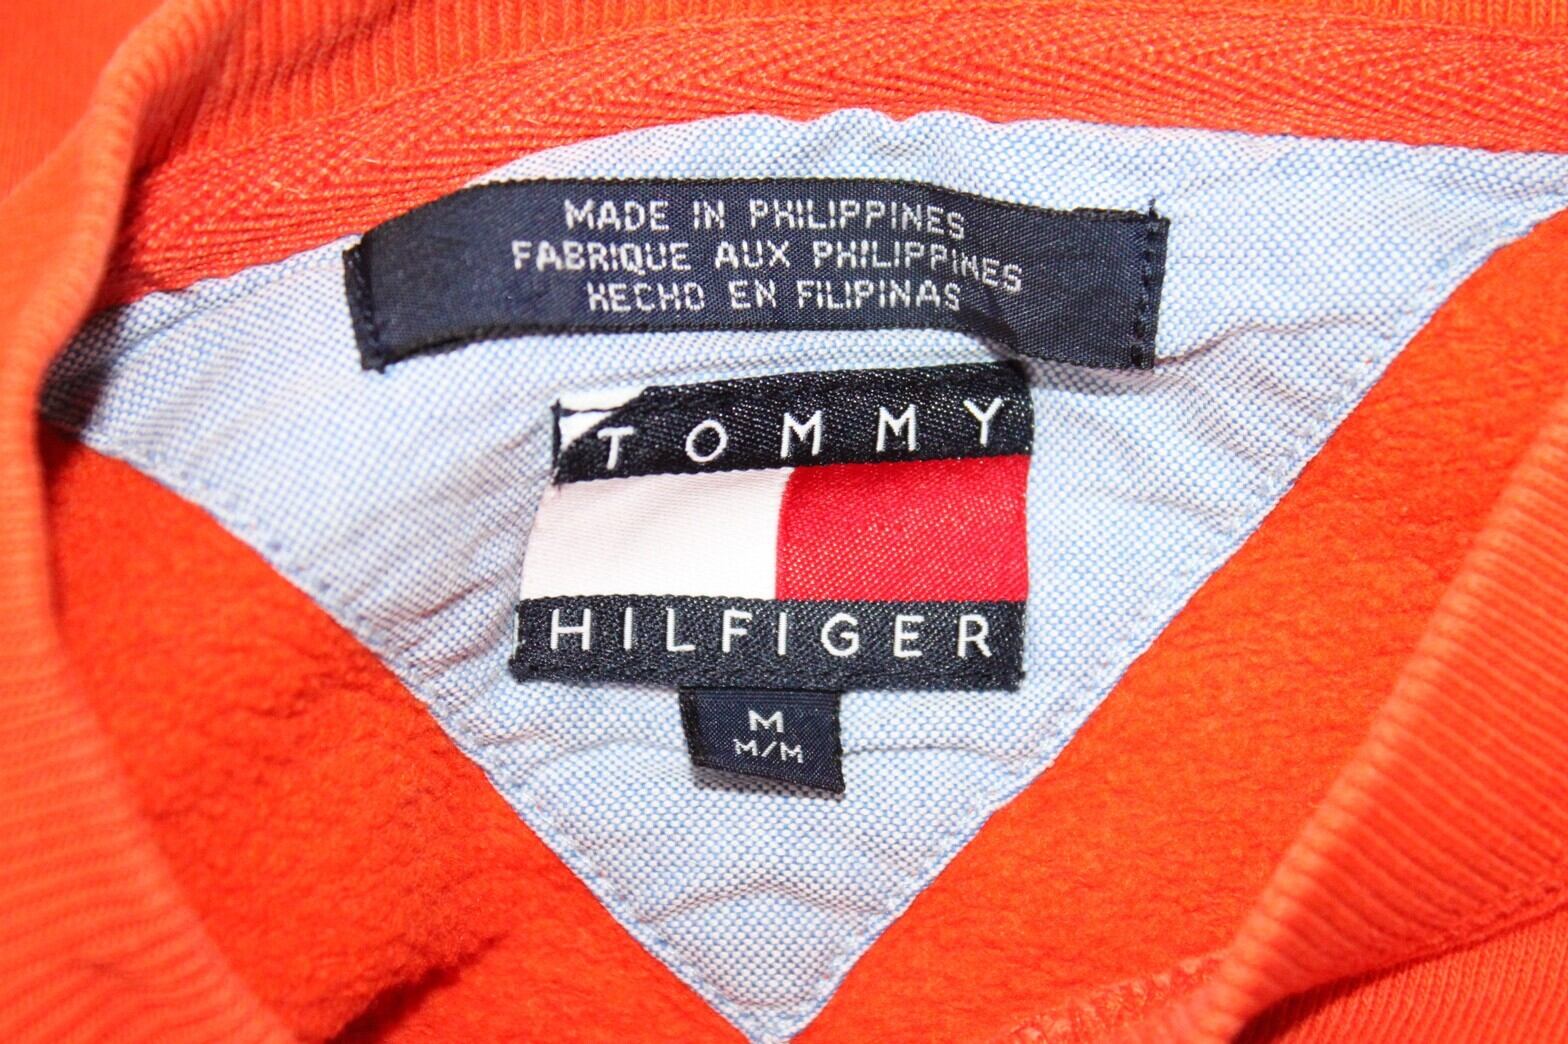 MADE IN PHILIPPINES
FABRIQUE AUX PHILIPPINES
HECHO EN FILIPINAS
TOMMY
HILFIGER
M
M/M